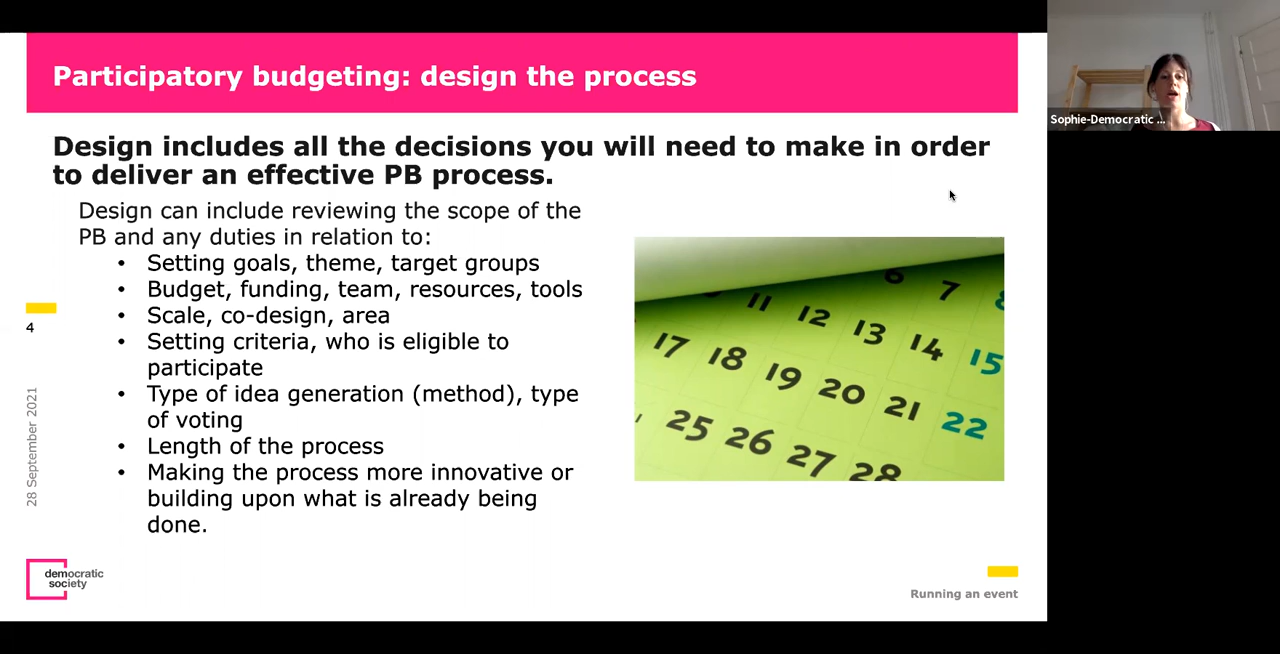 Participatory budgeting: design the process
Sophie-Democratic ...
Design includes all the decisions you will need to make in order
to deliver an effective PB process.
Design can include reviewing the scope of the
PB and any duties in relation to:
• Setting goals, theme, target groups
• Budget, funding, team, resources, tools
• Scale, co-design, area
• Setting criteria, who is eligible to
participate
• Type of idea generation (method), type
of voting
• Length of the process
• Making the process more innovative or
building upon what is already being
done.
6 7 8
11 12 13 14 15
17 18 19 20 21 22
25 26 27 28
4
28 September 2021
democratic
society
Running an event